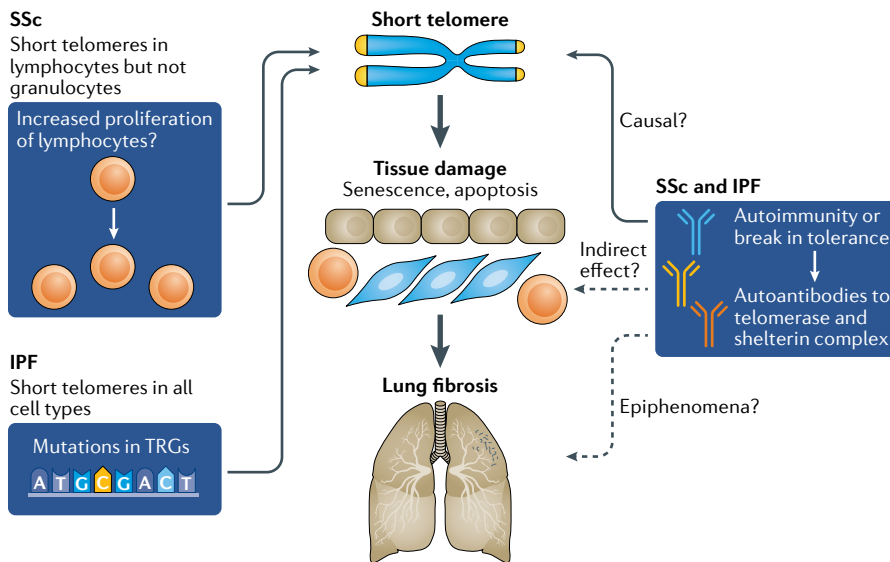 SSc
Short telomeres in
lymphocytes but not
granulocytes
Increased proliferation
of lymphocytes?
IPF
Short telomeres in all
cell types
Mutations in TRGs
A T G C G A C T
Short telomere
Tissue damage
Senescence, apoptosis
Lung fibrosis
Causal?
SSc and IPF
Autoimmunity or
break in tolerance
Autoantibodies to
telomerase and
shelterin complex
Indirect
effect?
Epiphenomena?